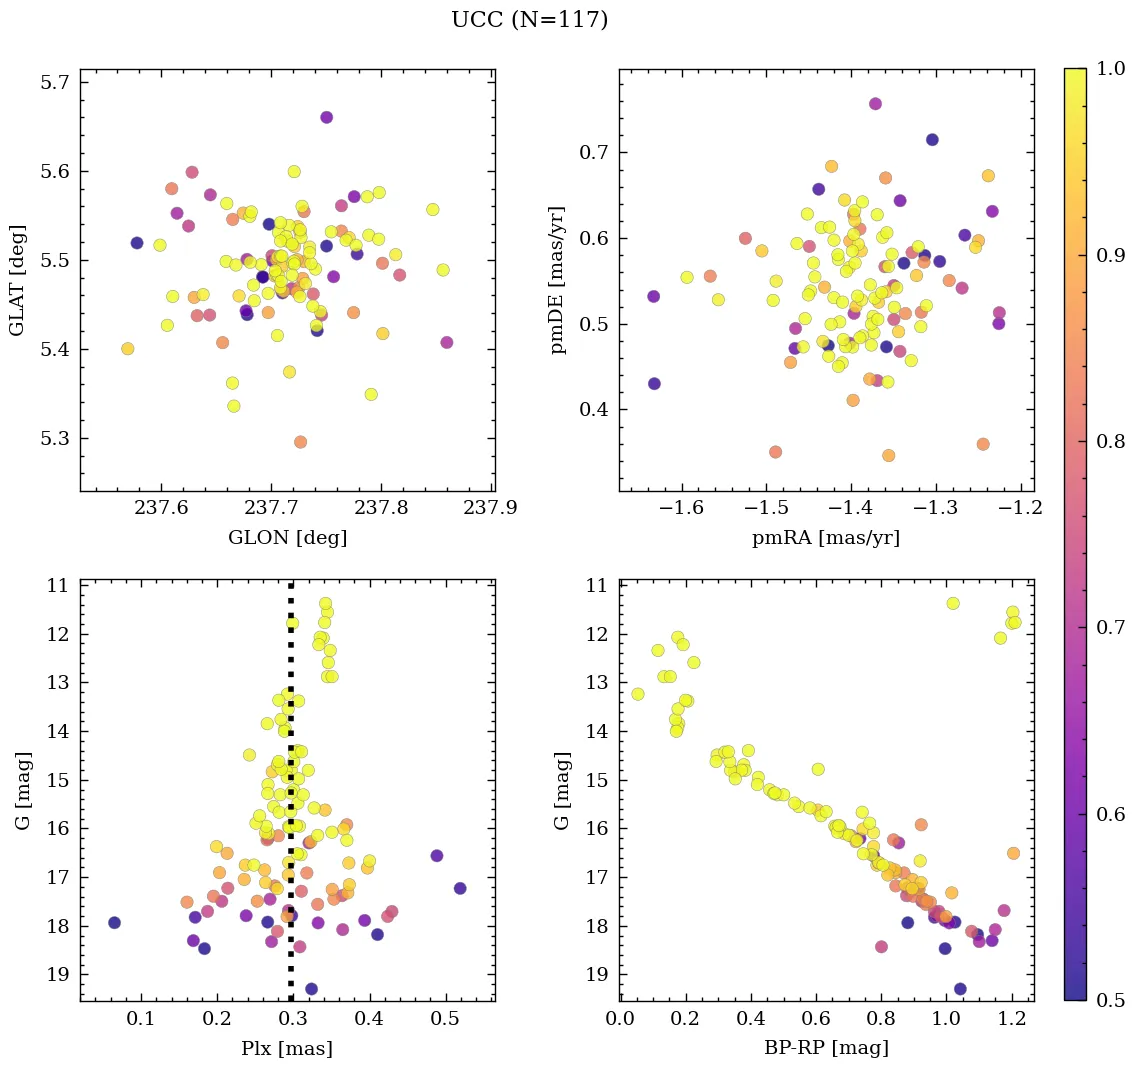 UCC (N=117)
5.7
5.6
5.5
5.4
5.3
GLAT [deg]
237.6 237.7 237.8 237.9
GLON [deg]
0.7
0.6
0.5
0.4
pmDE [mas/yr]
−1.6 −1.5 −1.4 −1.3 −1.2
pmRA [mas/yr]
1.0
0.9
0.8
0.7
0.6
0.5
11
12
13
14
15
16
17
18
19
G [mag]
0.1 0.2 0.3 0.4 0.5
Plx [mas]
11
12
13
14
15
16
17
18
19
G [mag]
0.0 0.2 0.4 0.6 0.8 1.0 1.2
BP-RP [mag]